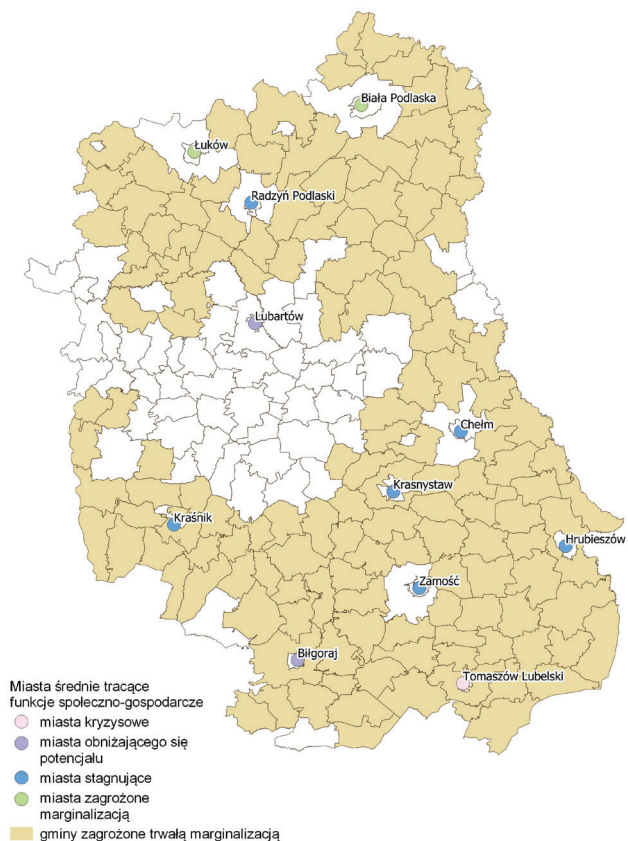 Biała Podlaska
Łuków
Radzyń Podlaski
Lubartów
Chełm
Krasnystaw
Kraśnik
Hrubieszów
Zamość
Biłgoraj
Tomaszów Lubelski
Miasta średnie tracące
funkcje społeczno-gospodarcze
miasta kryzysowe
miasta obniżającego się
potencjału
miasta stagnujące
miasta zagrożone
marginalizacją
gminy zagrożone trwałą marginalizacją